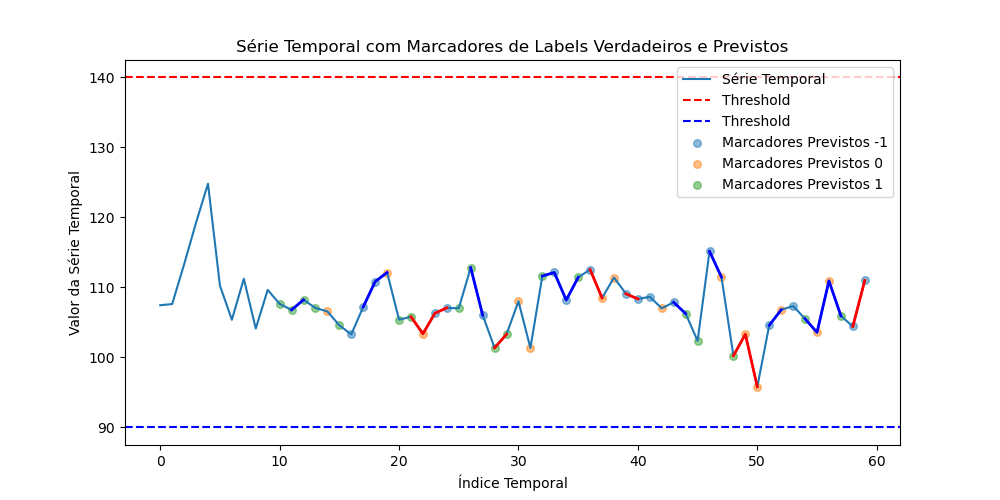 Série Temporal com Marcadores de Labels Verdadeiros e Previstos
Valor da Série Temporal
140
130
120
110
100
90
Série Temporal
Threshold
Threshold
Marcadores Previstos -1
Marcadores Previstos 0
Marcadores Previstos 1
0 10 20 30 40 50 60
Índice Temporal